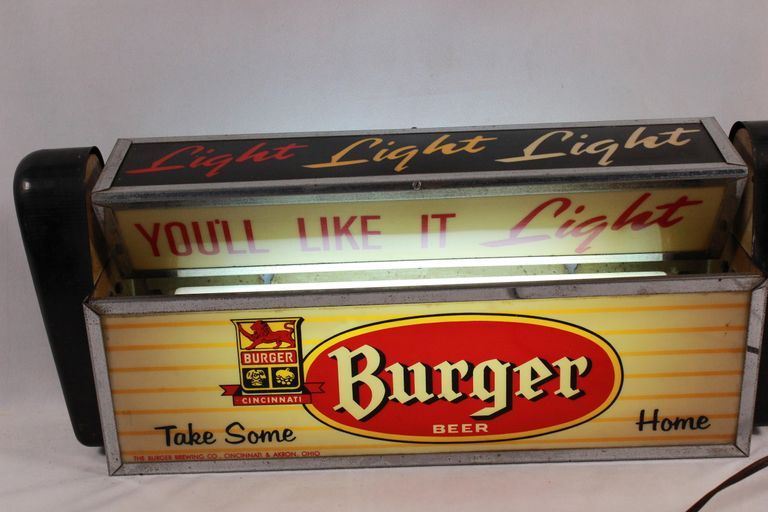 Light Light Light
YOU'LL LIKE IT Light
BURGER
CINCINNATI
Burger
BEER
Take Some Home
THE BURGER BREWING CO., CINCINNATI & AKRON, OHIO